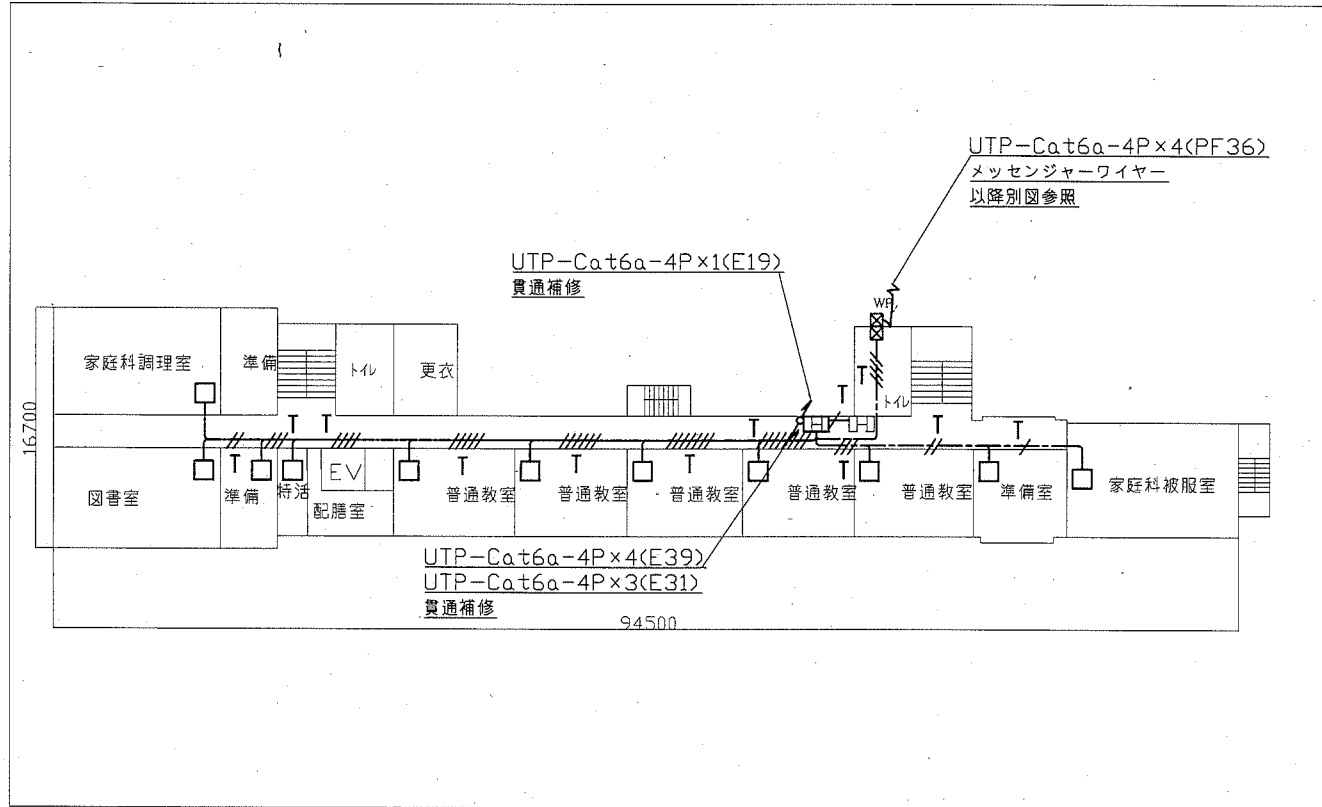 UTP-Cat6a-4P×4(PF36)
メッセンジャーワイヤー
以降別図参照
UTP-Cat6a-4P×1(E19)
貫通補修
WP
家庭科調理室
準備
トイレ
更衣
T
トイレ
T
T
T
T
T
H
H
16700
T
T
T
T
T
T
図書室
準備
特活
EV
配膳室
普通教室
普通教室
普通教室
普通教室
普通教室
準備室
家庭科被服室
UTP-Cat6a-4P×4(E39)
UTP-Cat6a-4P×3(E31)
貫通補修
94500